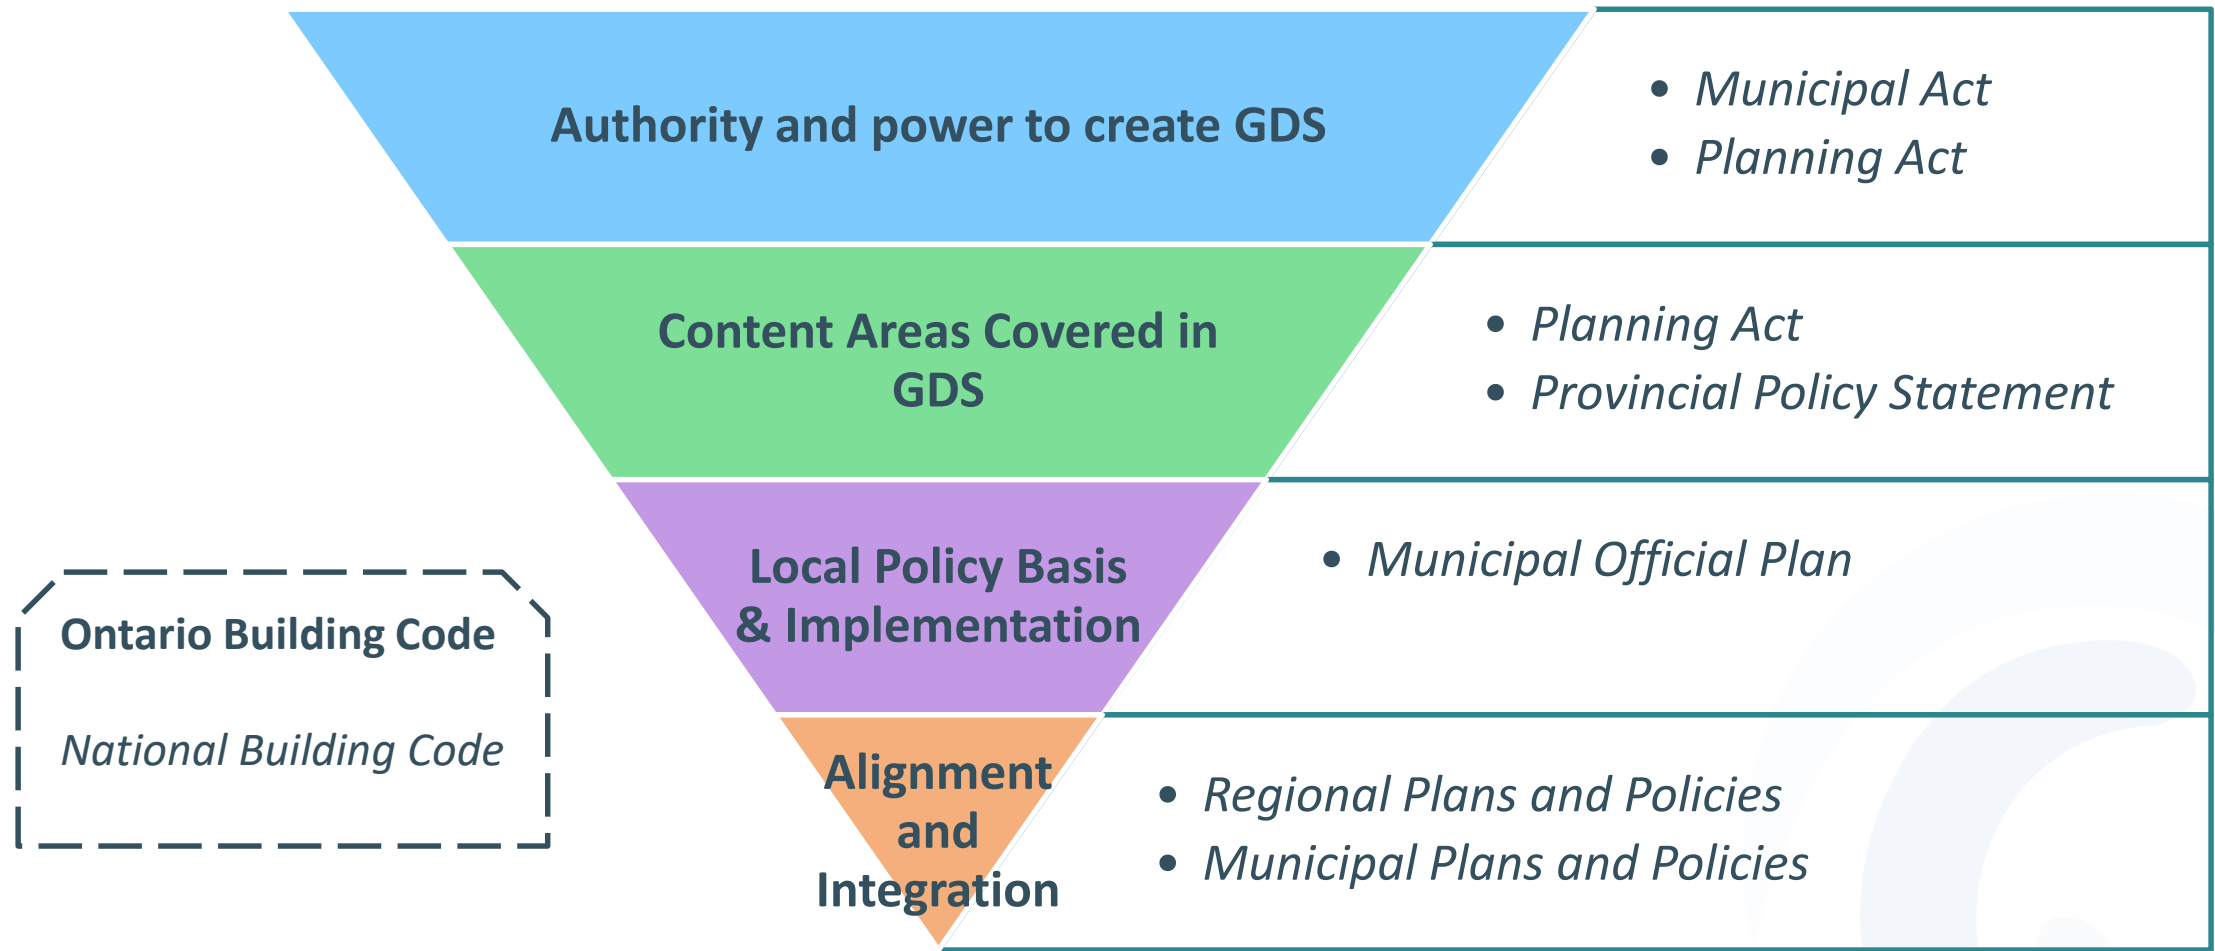 Authority and power to create GDS
• Municipal Act
• Planning Act
Content Areas Covered in
GDS
• Planning Act
• Provincial Policy Statement
Local Policy Basis
& Implementation
• Municipal Official Plan
Alignment
and
Integration
• Regional Plans and Policies
• Municipal Plans and Policies
Ontario Building Code
National Building Code